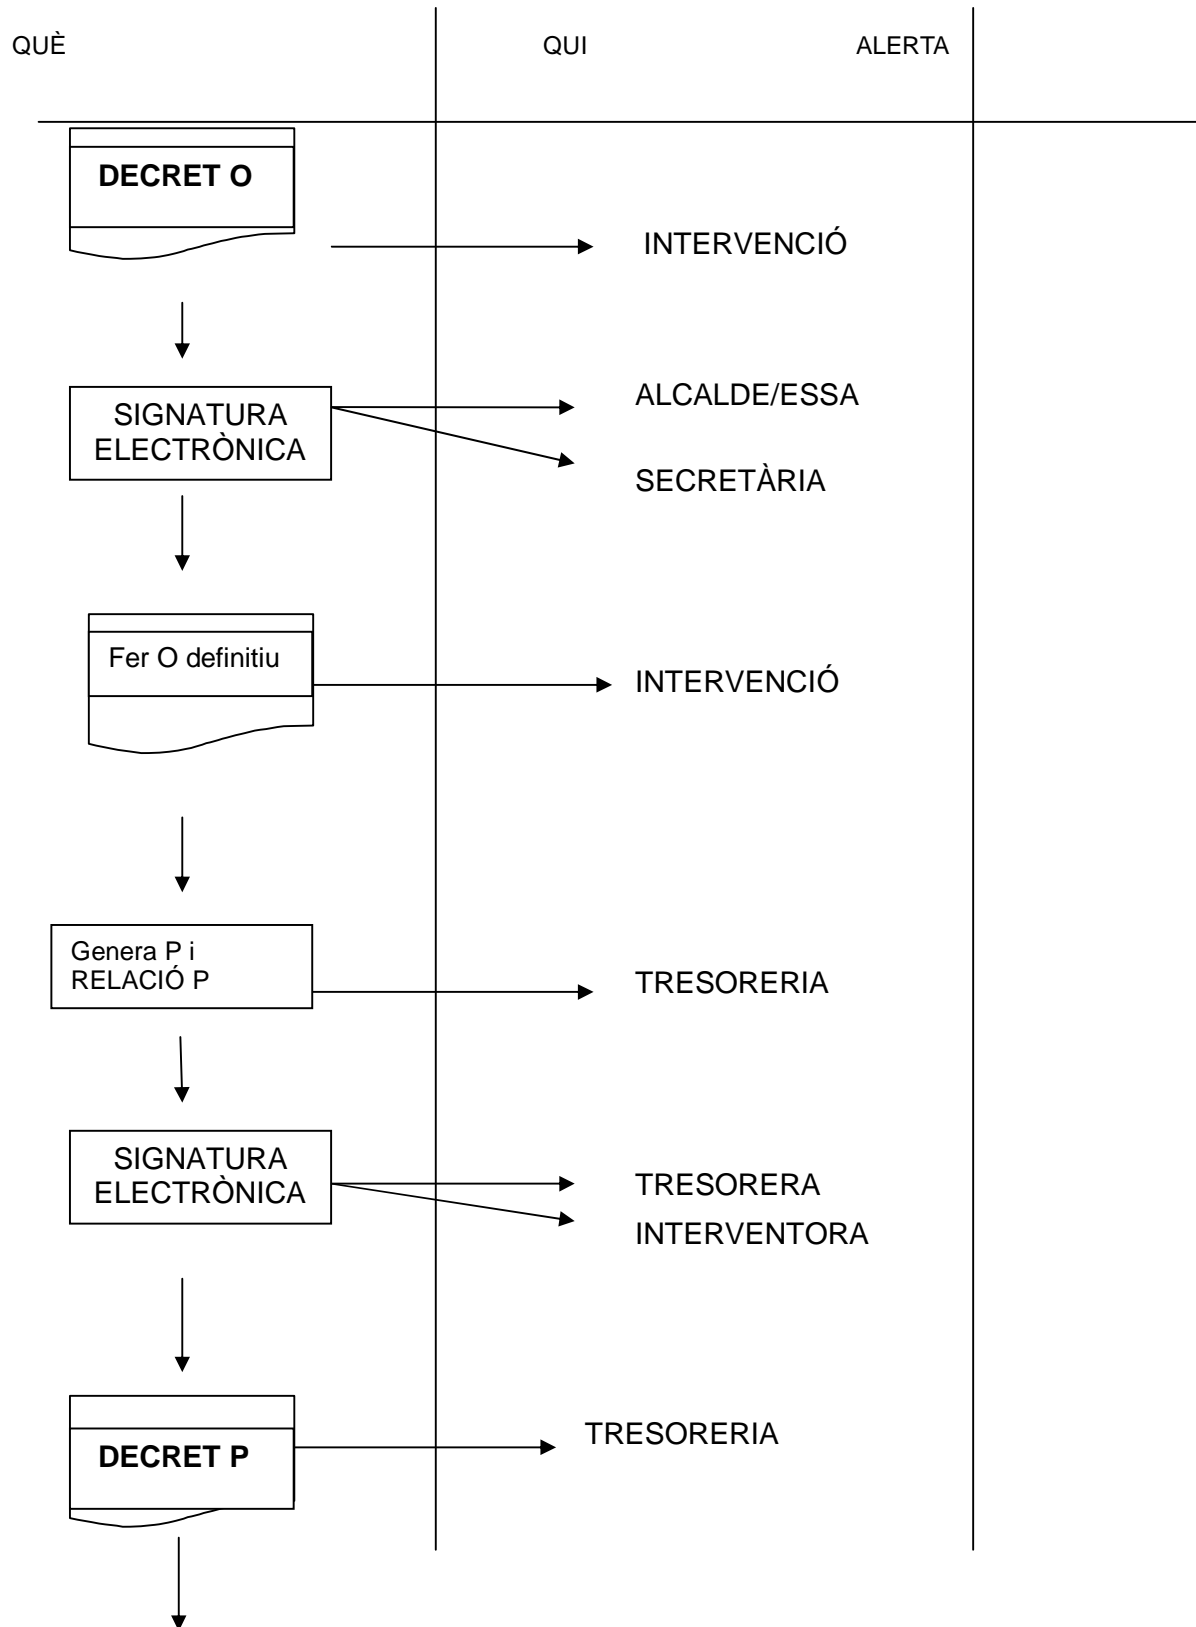 QUÈ QUI ALERTA
DECRET O
INTERVENCIÓ
SIGNATURA
ELECTRÒNICA
ALCALDE/ESSA
SECRETÀRIA
Fer O definitiu
INTERVENCIÓ
Genera P i
RELACIÓ P
TRESORERIA
SIGNATURA
ELECTRÒNICA
TRESORERA
INTERVENTORA
DECRET P
TRESORERIA